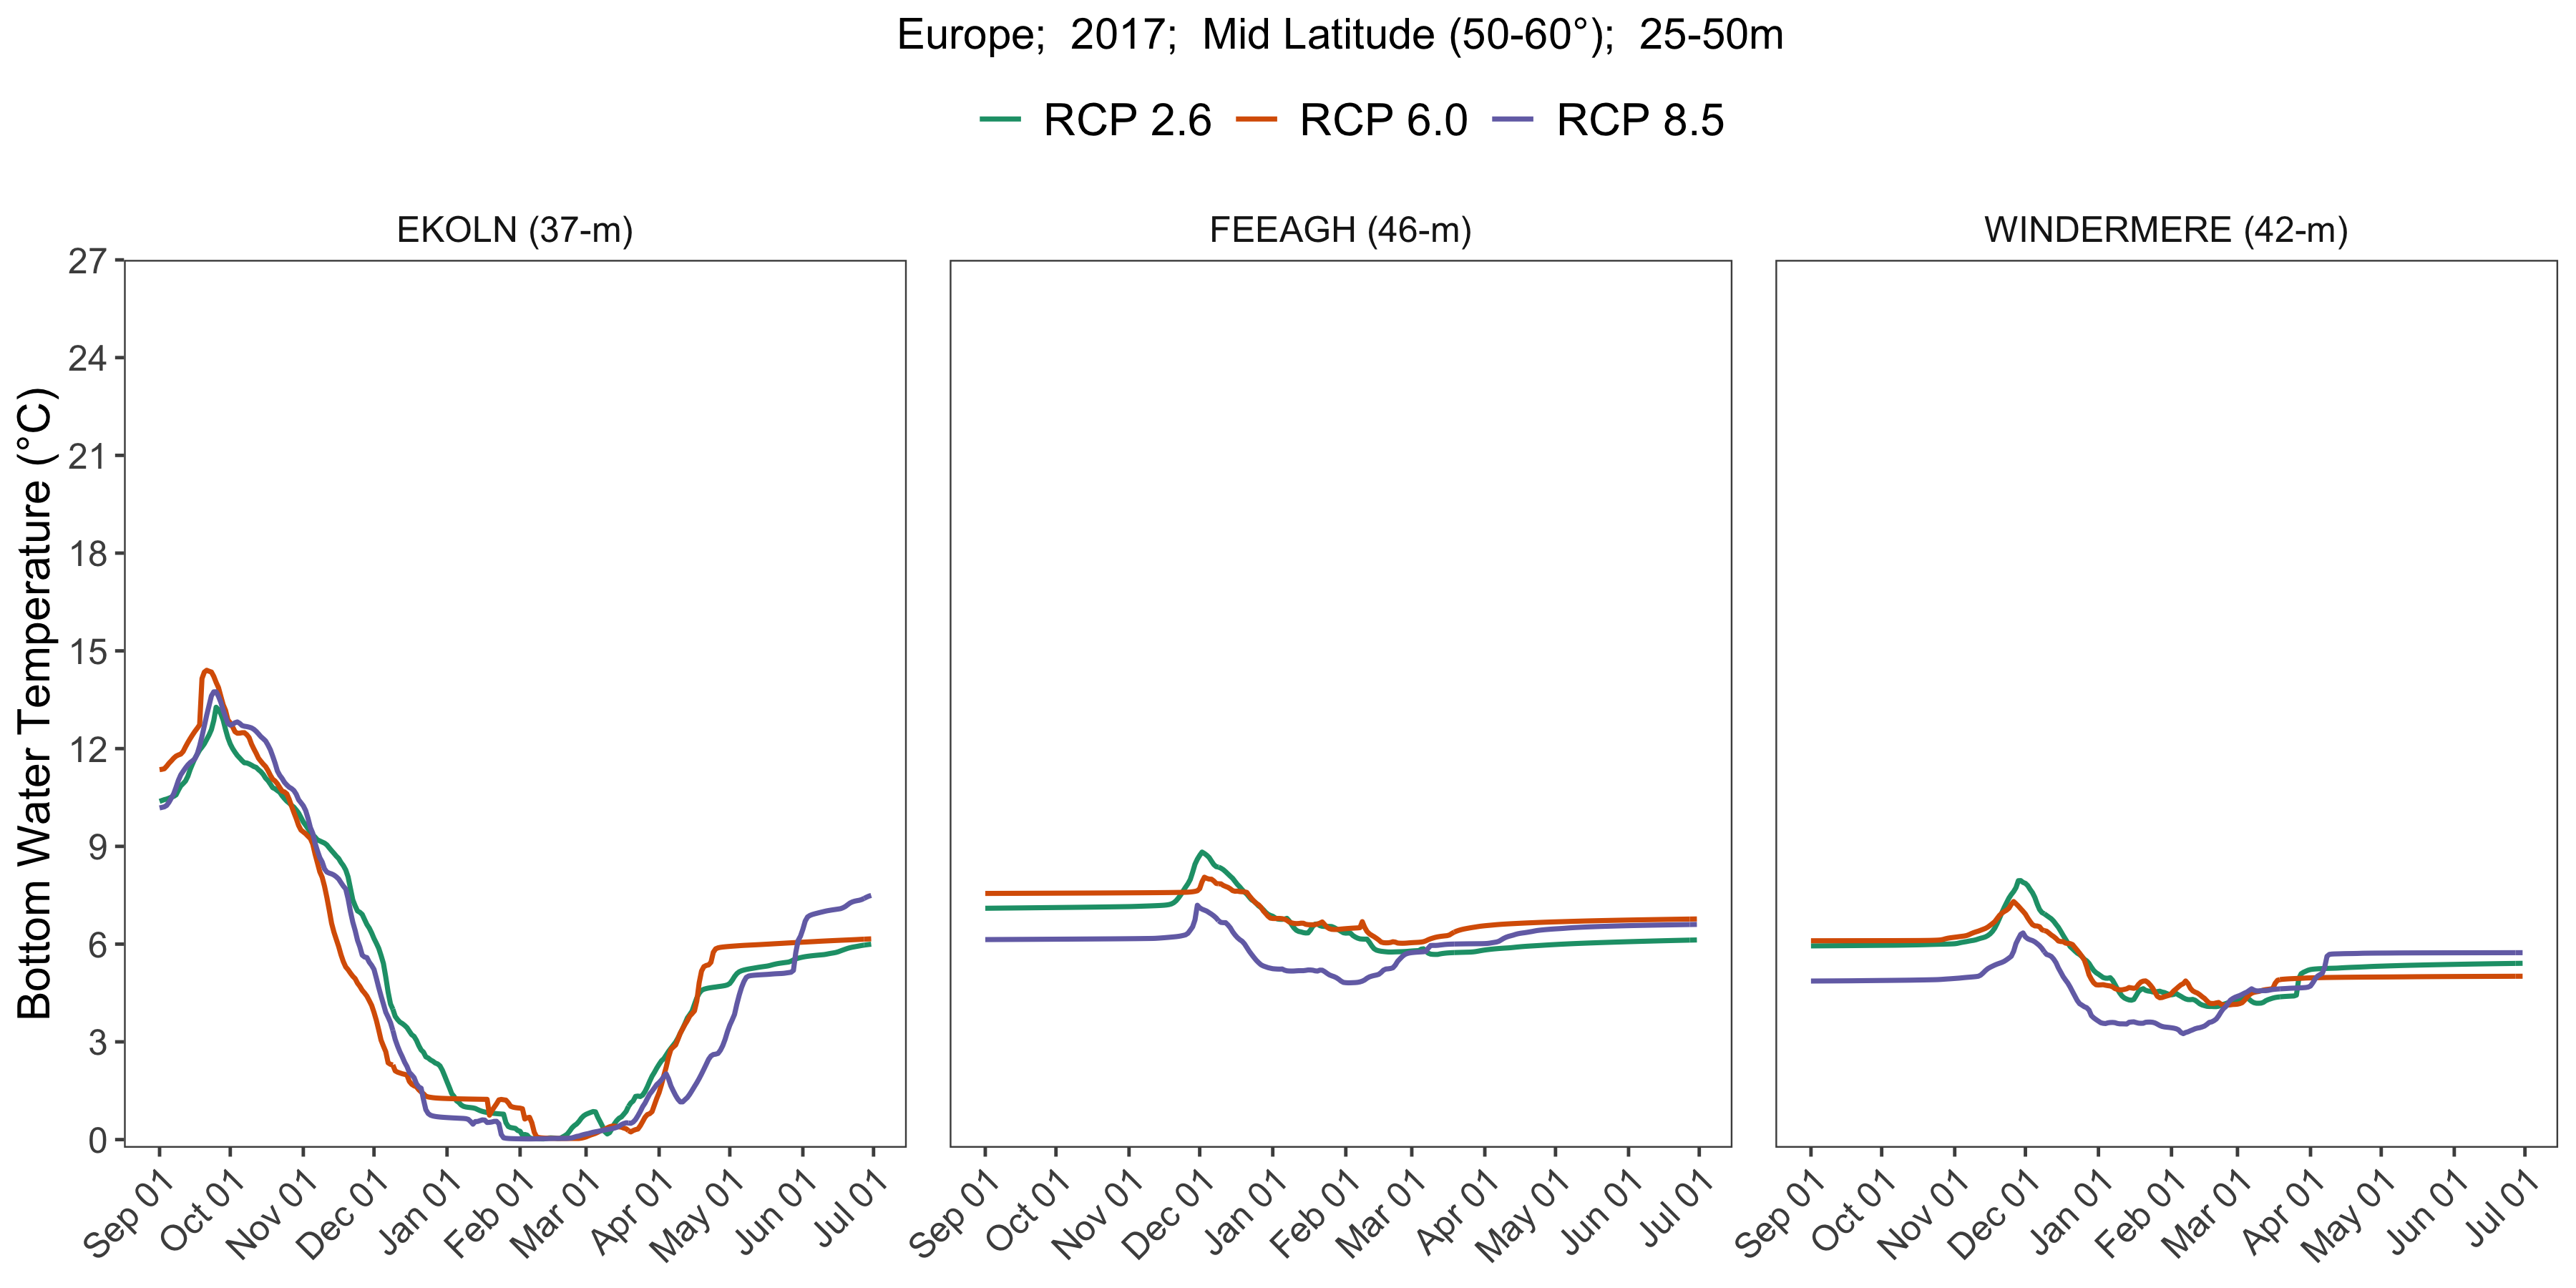 Europe;  2017;  Mid Latitude (50-60°);  25-50m
RCP 2.6 RCP 6.0 RCP 8.5
EKOLN (37-m) FEEAGH (46-m) WINDERMERE (42-m)
Bottom Water Temperature (°C)
27
24
21
18
15
12
9
6
3
0
Sep 01 Oct 01 Nov 01 Dec 01 Jan 01 Feb 01 Mar 01 Apr 01 May 01 Jun 01 Jul 01
Sep 01 Oct 01 Nov 01 Dec 01 Jan 01 Feb 01 Mar 01 Apr 01 May 01 Jun 01 Jul 01
Sep 01 Oct 01 Nov 01 Dec 01 Jan 01 Feb 01 Mar 01 Apr 01 May 01 Jun 01 Jul 01